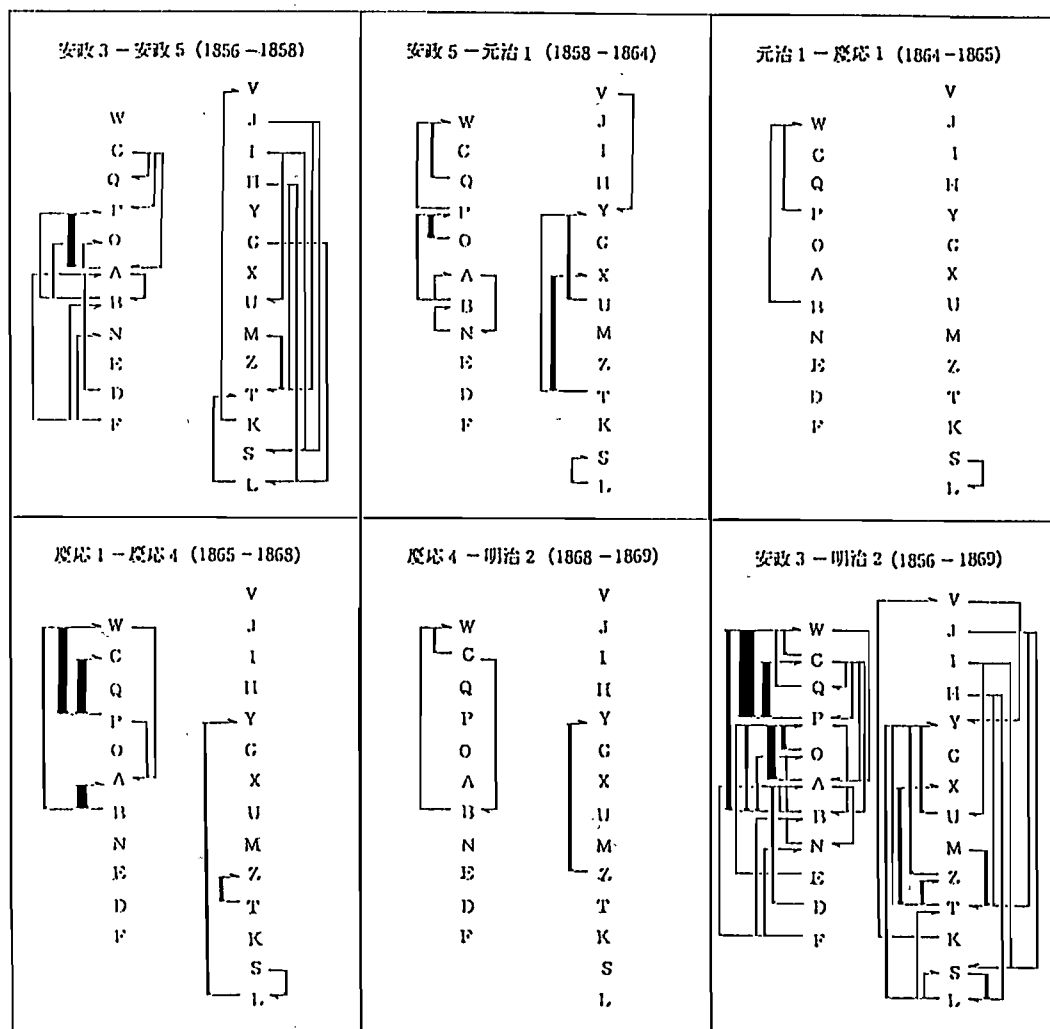 安政3－安政5 (1856－1858)
W
C
Q
P
O
A
B
N
E
D
F
V
J
I
H
Y
G
X
U
M
Z
T
K
S
L
安政5－元治1 (1858－1864)
W
C
Q
P
O
A
B
N
E
D
F
V
J
I
H
Y
G
X
U
M
Z
T
K
S
L
元治1－慶応1 (1864－1865)
W
C
Q
P
O
A
B
N
E
D
F
V
J
I
H
Y
G
X
U
M
Z
T
K
S
L
慶応1－慶応4 (1865－1868)
W
C
Q
P
O
A
B
N
E
D
F
V
J
I
H
Y
G
X
U
M
Z
T
K
S
L
慶応4－明治2 (1868－1869)
W
C
Q
P
O
A
B
N
E
D
F
V
J
I
H
Y
G
X
U
M
Z
T
K
S
L
安政3－明治2 (1856－1869)
W
C
Q
P
O
A
B
N
E
D
F
V
J
I
H
Y
G
X
U
M
Z
T
K
S
L